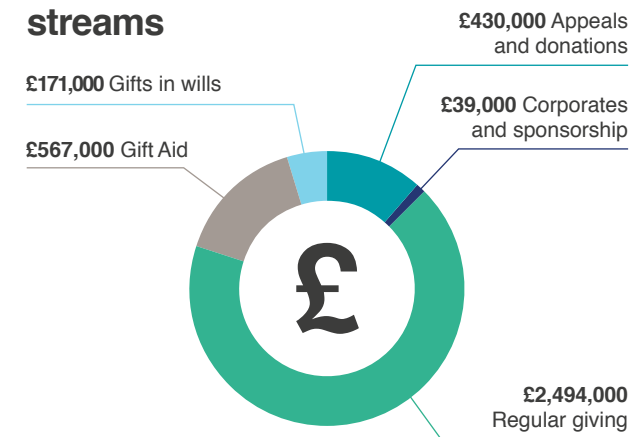 streams
£430,000 Appeals
and donations
£171,000 Gifts in wills
£39,000 Corporates
and sponsorship
£567,000 Gift Aid
£
£2,494,000
Regular giving